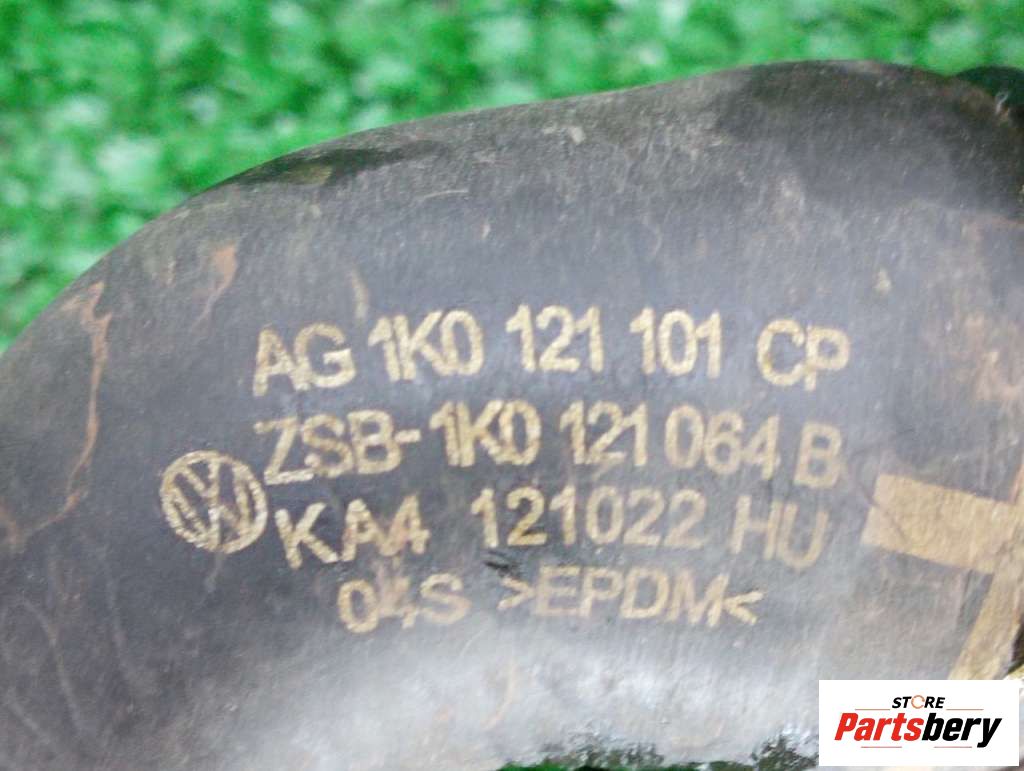 AG 1K0 121 101 CP
ZSB-1K0 121 064 B
KA4 121022 HU
04S >EPDM<
STORE
Partsbery